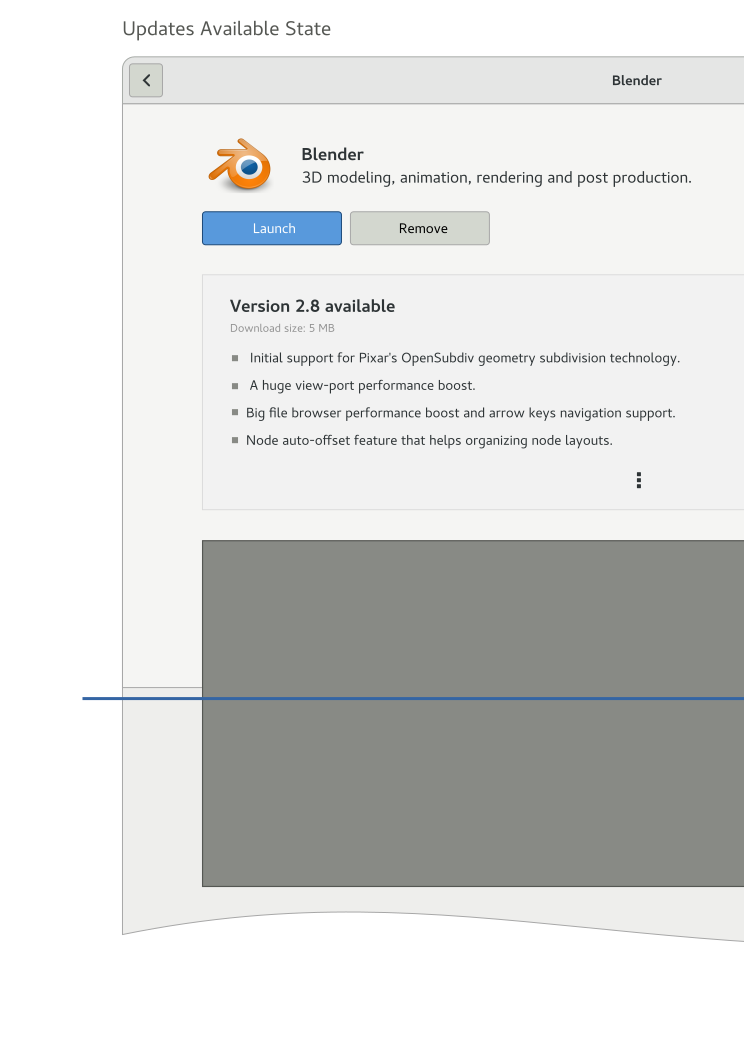 Updates Available State
Blender
Blender
3D modeling, animation, rendering and post production.
Launch
Remove
Version 2.8 available
Download size: 5 MB
Initial support for Pixar's OpenSubdiv geometry subdivision technology.
A huge view-port performance boost.
Big file browser performance boost and arrow keys navigation support.
Node auto-offset feature that helps organizing node layouts.